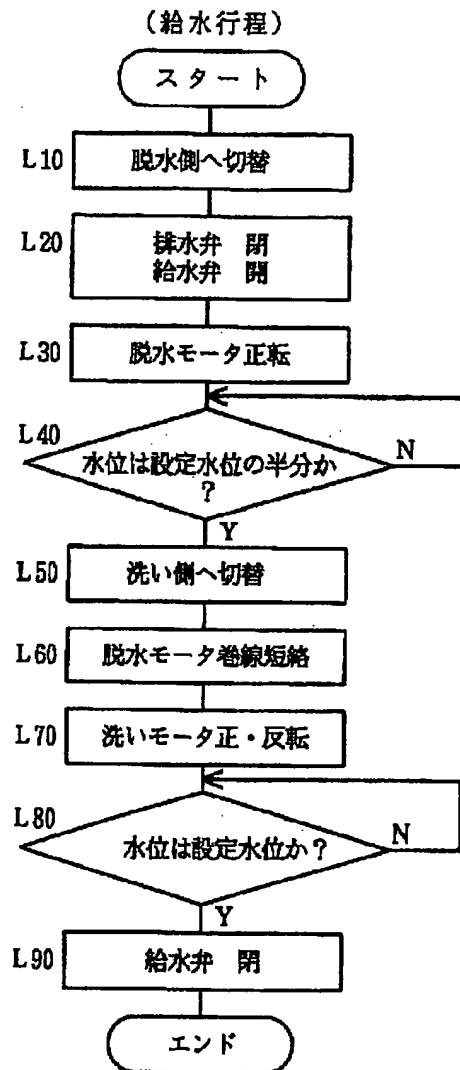 (給水行程)
スタート
L10 脱水側へ切替
L20 排水弁 閉
給水弁 開
L30 脱水モータ正転
L40 水位は設定水位の半分か
?
N
Y
L50 洗い側へ切替
L60 脱水モータ巻線短絡
L70 洗いモータ正・反転
L80 水位は設定水位か?
N
Y
L90 給水弁 閉
エンド